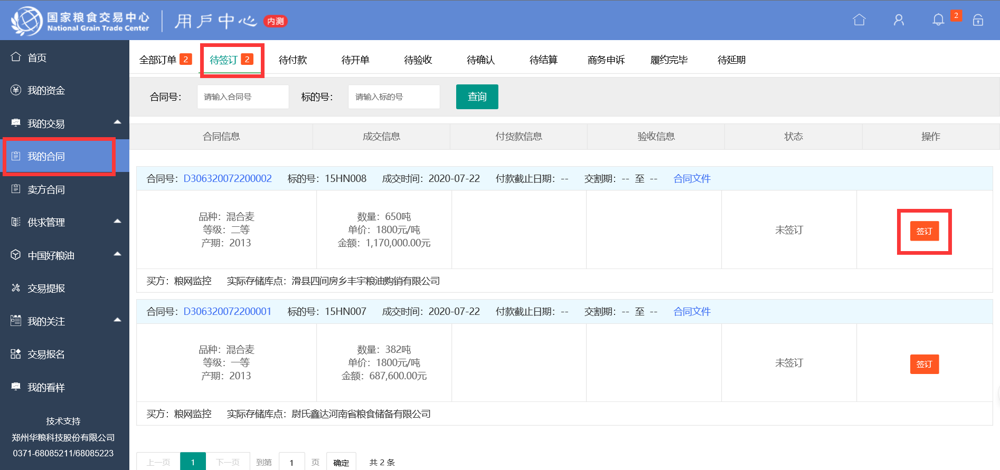 国家粮食交易中心
National Grain Trade Center
用户中心 内测
2
首页
我的资金
我的交易
我的合同
卖方合同
供求管理
中国好粮油
交易提报
我的关注
交易报名
我的看样
技术支持
郑州华粮科技股份有限公司
0371-68085211/68085223
全部订单 2 待签订 2 待付款 待开单 待验收 待确认 待结算 商务申诉 履约完毕 待延期
合同号： 请输入合同号 标的号： 请输入标的号 查询
合同信息 成交信息 付货款信息 验收信息 状态 操作
合同号：D306320072200002 标的号：15HN008 成交时间：2020-07-22 付款截止日期：-- 交割期：-- 至 -- 合同文件
品种：混合麦
等级：二等
产期：2013
数量：650吨
单价：1800元/吨
金额：1,170,000.00元
未签订
签订
买方：粮网监控 实际存储库点：滑县四间房乡丰宇粮油购销有限公司
合同号：D306320072200001 标的号：15HN007 成交时间：2020-07-22 付款截止日期：-- 交割期：-- 至 -- 合同文件
品种：混合麦
等级：一等
产期：2013
数量：382吨
单价：1800元/吨
金额：687,600.00元
未签订
签订
买方：粮网监控 实际存储库点：尉氏鑫达河南省粮食储备有限公司
上一页 1 下一页 到第 1 页 确定 共 2 条